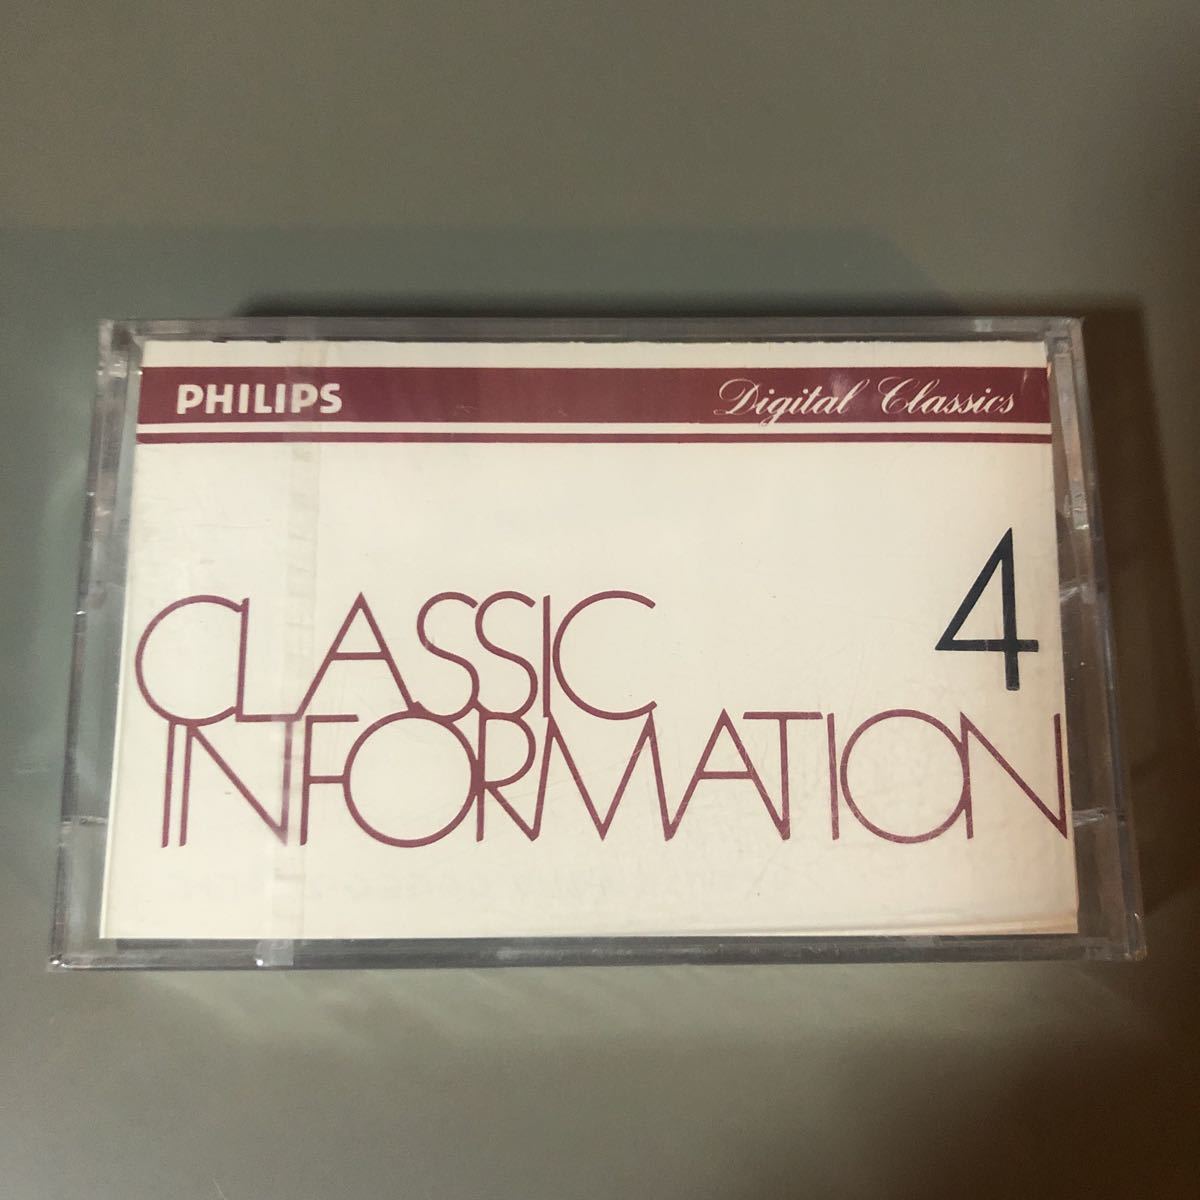 PHILIPS Digital Classics
4
CLASSIC
INFORMATION